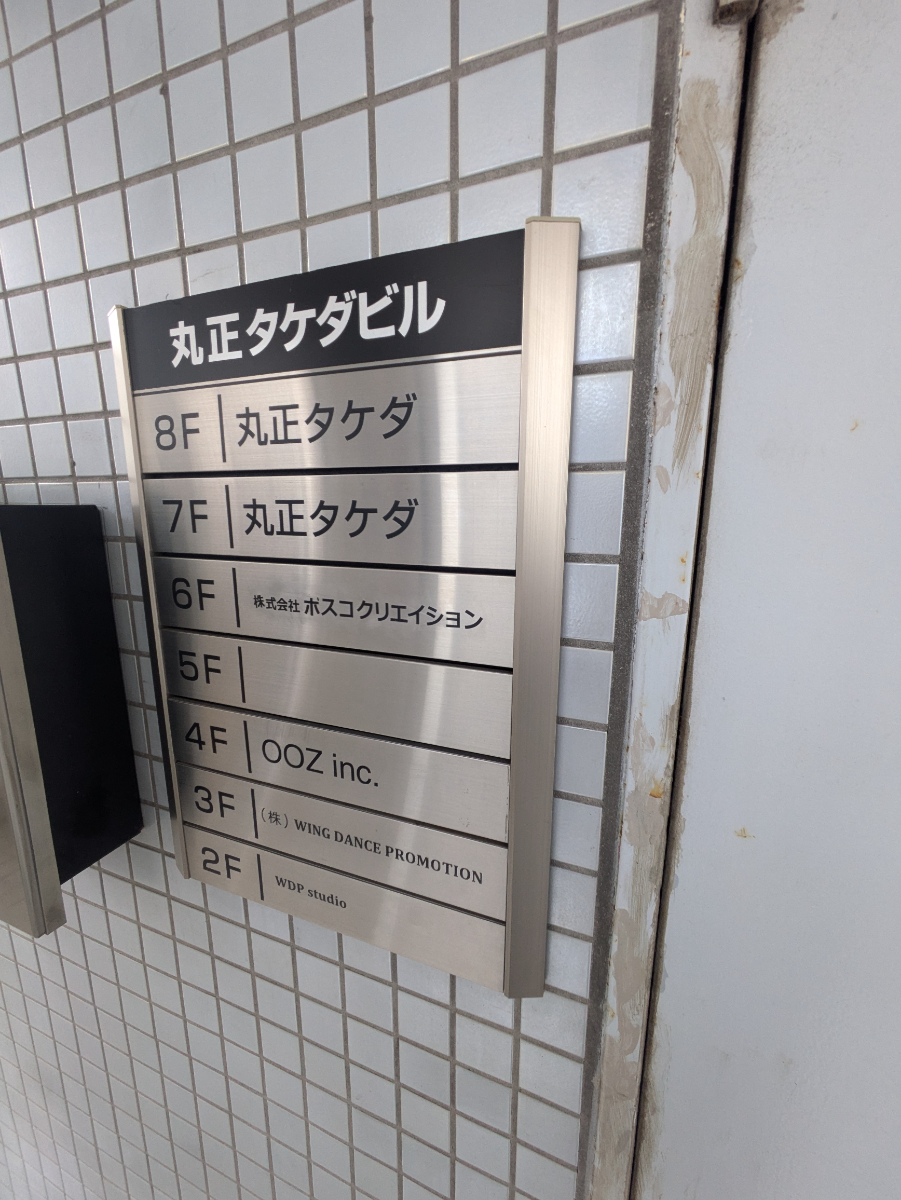 丸正タケダビル
8F 丸正タケダ
7F 丸正タケダ
6F 株式会社 ボスコクリエイション
5F
4F OOZ inc.
3F (株) WING DANCE PROMOTION
2F WDP studio